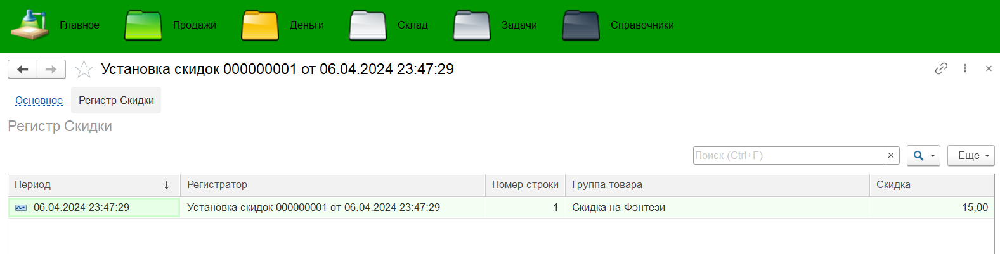 Главное Продажи Деньги Склад Задачи Справочники
Установка скидок 000000001 от 06.04.2024 23:47:29
Основное Регистр Скидки
Регистр Скидки
Поиск (Ctrl+F) Еще
Период Регистратор Номер строки Группа товара Скидка
06.04.2024 23:47:29 Установка скидок 000000001 от 06.04.2024 23:47:29 1 Скидка на Фэнтези 15,00